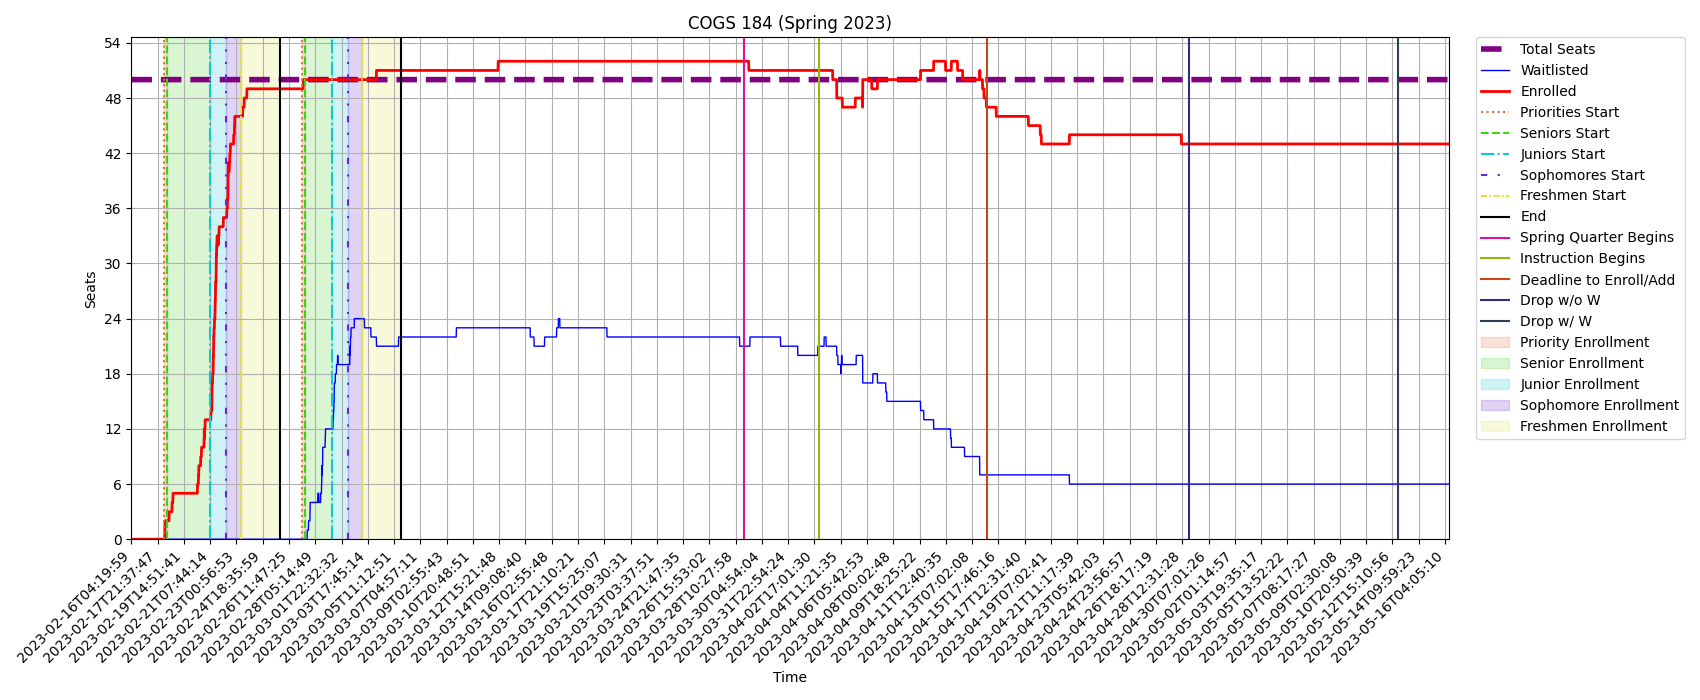 COGS 184 (Spring 2023)
Seats
54
48
42
36
30
24
18
12
6
0
2023-02-16T04:19:59
2023-02-17T21:37:47
2023-02-19T14:51:41
2023-02-21T07:44:14
2023-02-23T00:56:53
2023-02-24T18:35:59
2023-02-26T11:47:25
2023-02-28T05:14:49
2023-03-01T22:32:32
2023-03-03T17:45:14
2023-03-05T11:12:51
2023-03-07T04:57:11
2023-03-09T02:55:43
2023-03-10T20:48:51
2023-03-12T15:21:48
2023-03-14T09:08:40
2023-03-16T02:55:48
2023-03-17T21:10:21
2023-03-19T15:25:07
2023-03-21T09:30:31
2023-03-23T03:37:51
2023-03-24T21:47:35
2023-03-26T15:53:02
2023-03-28T10:27:58
2023-03-30T04:54:04
2023-03-31T22:54:24
2023-04-02T17:01:30
2023-04-04T11:21:35
2023-04-06T05:42:53
2023-04-08T00:02:48
2023-04-09T18:25:22
2023-04-11T12:40:35
2023-04-13T07:02:08
2023-04-15T17:46:16
2023-04-17T12:31:40
2023-04-19T07:02:41
2023-04-21T11:17:39
2023-04-23T05:42:03
2023-04-24T23:56:57
2023-04-26T18:17:19
2023-04-28T12:31:28
2023-04-30T07:01:26
2023-05-02T01:14:57
2023-05-03T19:35:17
2023-05-05T13:52:22
2023-05-07T08:17:27
2023-05-09T02:30:08
2023-05-10T20:50:39
2023-05-12T15:10:56
2023-05-14T09:59:23
2023-05-16T04:05:10
Time
Total Seats
Waitlisted
Enrolled
Priorities Start
Seniors Start
Juniors Start
Sophomores Start
Freshmen Start
End
Spring Quarter Begins
Instruction Begins
Deadline to Enroll/Add
Drop w/o W
Drop w/ W
Priority Enrollment
Senior Enrollment
Junior Enrollment
Sophomore Enrollment
Freshmen Enrollment